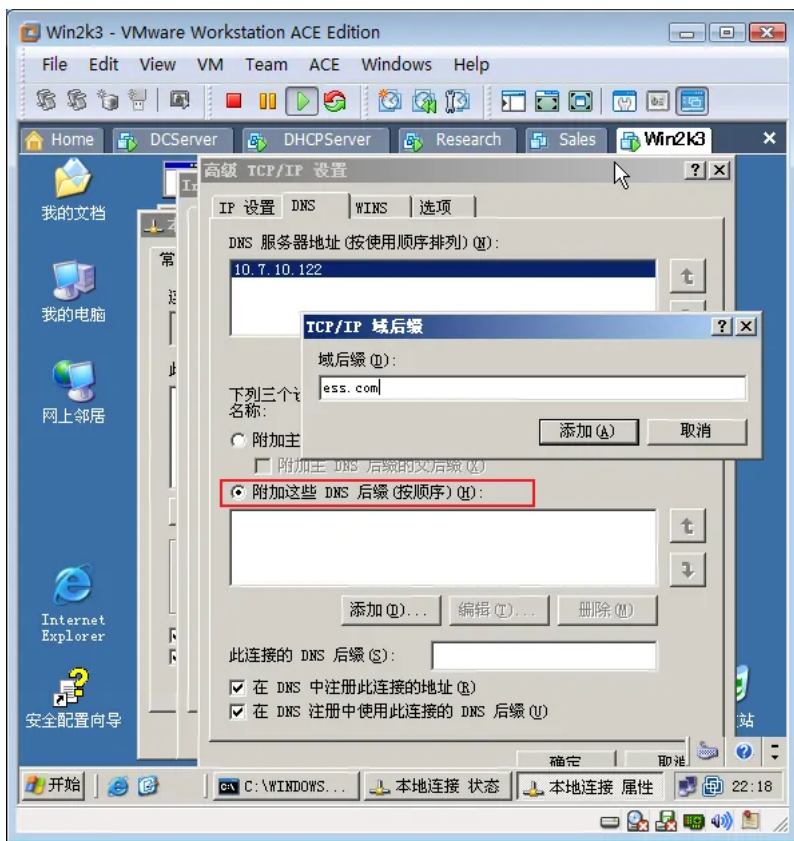 Win2k3 - VMware Workstation ACE Edition
File Edit View VM Team ACE Windows Help
Home DCServer DHCPServer Research Sales Win2k3
高级 TCP/IP 设置
我的文档
IP 设置 DNS WINS 选项
DNS 服务器地址(按使用顺序排列)(N):
常
10.7.10.122
我的电脑
TCP/IP 域后缀
域后缀(D):
ess.com
网上邻居
下列三个
名称:
添加(A) 取消
附加主
附加主 DNS 后缀的父后缀(X)
附加这些 DNS 后缀(按顺序)(H):
添加(D)... 编辑(T)... 删除(M)
Internet
Explorer
此连接的 DNS 后缀(S):
在 DNS 中注册此连接的地址(R)
在 DNS 注册中使用此连接的 DNS 后缀(U)
安全配置向导
站
确定 取消
开始 C:\WINDOWS... 本地连接 状态 本地连接 属性 22:18